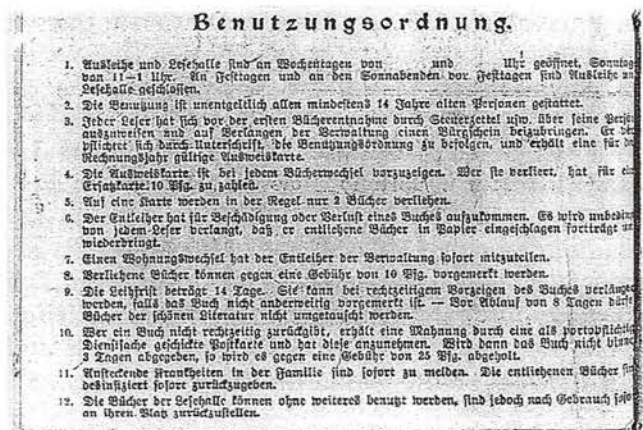 Benutzungsordnung.
1. Ausleihe und Lesehalle sind an Wochentagen von und Uhr geöffnet, Sonntag
von 11–1 Uhr. An Festtagen und an den Sonnabenden vor Festtagen sind Ausleihe
Lesehalle geschlossen.
2. Die Benutzung ist unentgeltlich allen mindestens 14 Jahre alten Personen gestattet.
3. Jeder Leser hat sich vor der ersten Bücherentnahme durch Steuerzettel usw. über seine
auszuweisen und auf Verlangen der Verwaltung einen Bürgschein beizubringen. Er
pflichtet sich durch Unterschrift, die Benutzungsordnung zu befolgen, und erhält eine für
Rechnungsjahr gültige Ausweiskarte.
4. Die Ausweiskarte ist bei jedem Bücherwechsel vorzuzeigen. Wer sie verliert, hat für
Ersatzkarte 10 Pfg. zu zahlen.
5. Auf eine Karte werden in der Regel nur 2 Bücher verliehen.
6. Der Entleiher hat für Beschädigung oder Verlust eines Buches aufzukommen. Es wird
von jedem Leser verlangt, daß er entliehene Bücher in Papier eingeschlagen forträgt
wiederbringt.
7. Einen Wohnungswechsel hat der Entleiher der Verwaltung sofort mitzuteilen.
8. Verliehene Bücher können gegen eine Gebühr von 10 Pfg. vorgemerkt werden.
9. Die Leihfrist beträgt 14 Tage. Sie kann bei rechtzeitigem Vorzeigen des Buches
werden, falls das Buch nicht anderweitig vorgemerkt ist. — Vor Ablauf von 8 Tagen
Bücher der schönen Literatur nicht umgetauscht werden.
10. Wer ein Buch nicht rechtzeitig zurückgibt, erhält eine Mahnung durch eine als
Dienstsache geschickte Postkarte und hat diese anzunehmen. Wird dann das Buch nicht
3 Tagen abgegeben, so wird es gegen eine Gebühr von 25 Pfg. abgeholt.
11. Ansteckende Krankheiten in der Familie sind sofort zu melden. Die entliehenen Bücher
desinfiziert sofort zurückzugeben.
12. Die Bücher der Lesehalle können ohne weiteres benutzt werden, sind jedoch nach Gebrauch
an ihren Platz zurückzustellen.